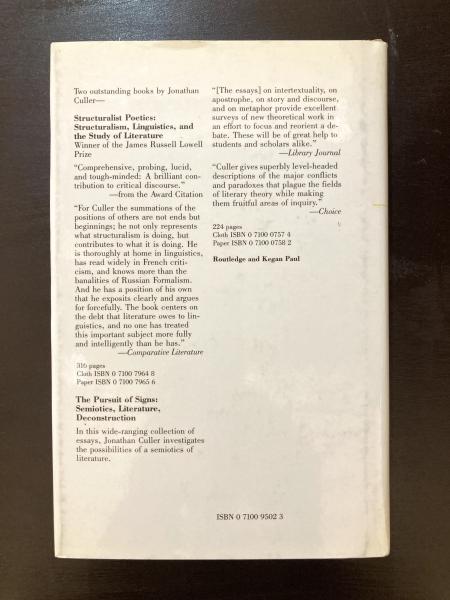 Two outstanding books by Jonathan
Culler—
Structuralist Poetics:
Structuralism, Linguistics, and
the Study of Literature
Winner of the James Russell Lowell
Prize
“Comprehensive, probing, lucid,
and tough-minded: A brilliant con-
tribution to critical discourse.”
—from the Award Citation
“For Culler the summations of the
positions of others are not ends but
beginnings; he not only represents
what structuralism is doing, but
contributes to what it is doing. He
is thoroughly at home in linguistics,
has read widely in French criti-
cism, and knows more than the
banalities of Russian Formalism.
And he has a position of his own
that he exposits clearly and argues
for forcefully. The book centers on
the debt that literature owes to lin-
guistics, and no one has treated
this important subject more fully
and intelligently than he has.”
—Comparative Literature
316 pages
Cloth ISBN 0 7100 7964 8
Paper ISBN 0 7100 7965 6
The Pursuit of Signs:
Semiotics, Literature,
Deconstruction
In this wide-ranging collection of
essays, Jonathan Culler investigates
the possibilities of a semiotics of
literature.
“[The essays] on intertextuality, on
apostrophe, on story and discourse,
and on metaphor provide excellent
surveys of new theoretical work in
an effort to focus and reorient a de-
bate. These will be of great help to
students and scholars alike.”
—Library Journal
“Culler gives superbly level-headed
descriptions of the major conflicts
and paradoxes that plague the fields
of literary theory while making
them fruitful areas of inquiry.”
—Choice
224 pages
Cloth ISBN 0 7100 0757 4
Paper ISBN 0 7100 0758 2
Routledge and Kegan Paul
ISBN 0 7100 9502 3